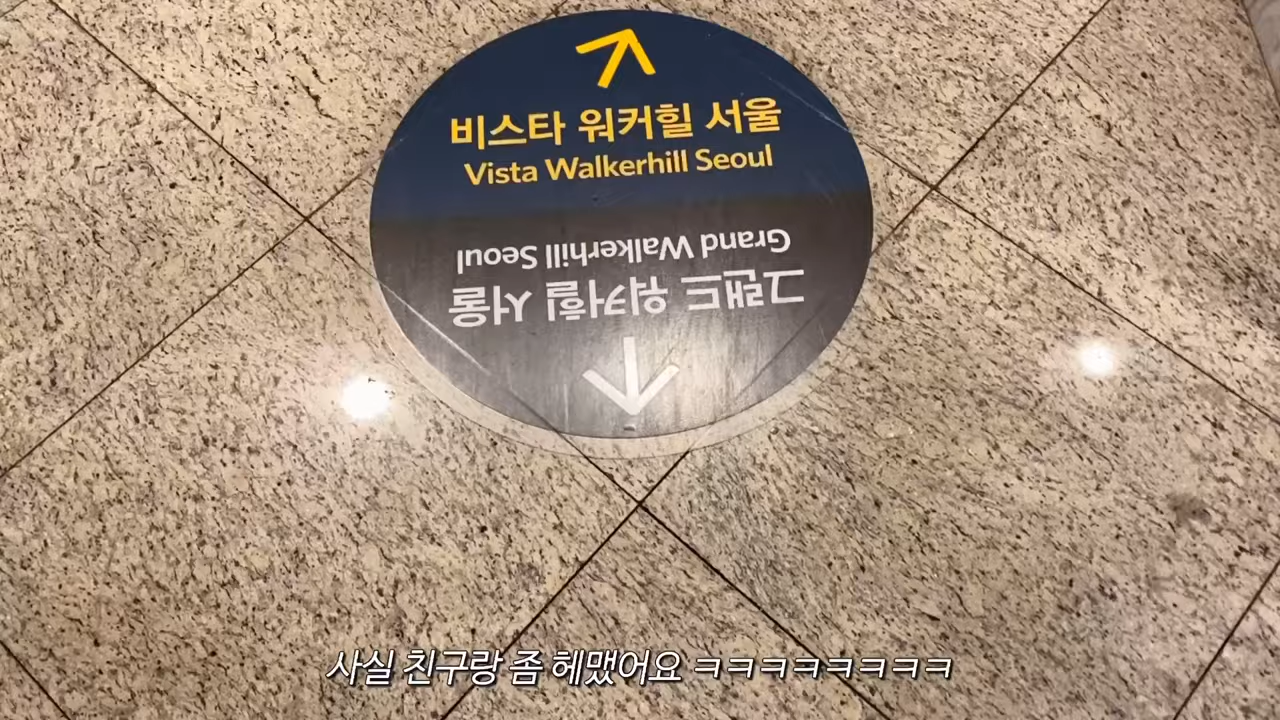 비스타 워커힐 서울
Vista Walkerhill Seoul
Grand Walkerhill Seoul
그랜드 워커힐 서울
사실 친구랑 좀 헤맸어요 ㅋㅋㅋㅋㅋㅋㅋㅋ